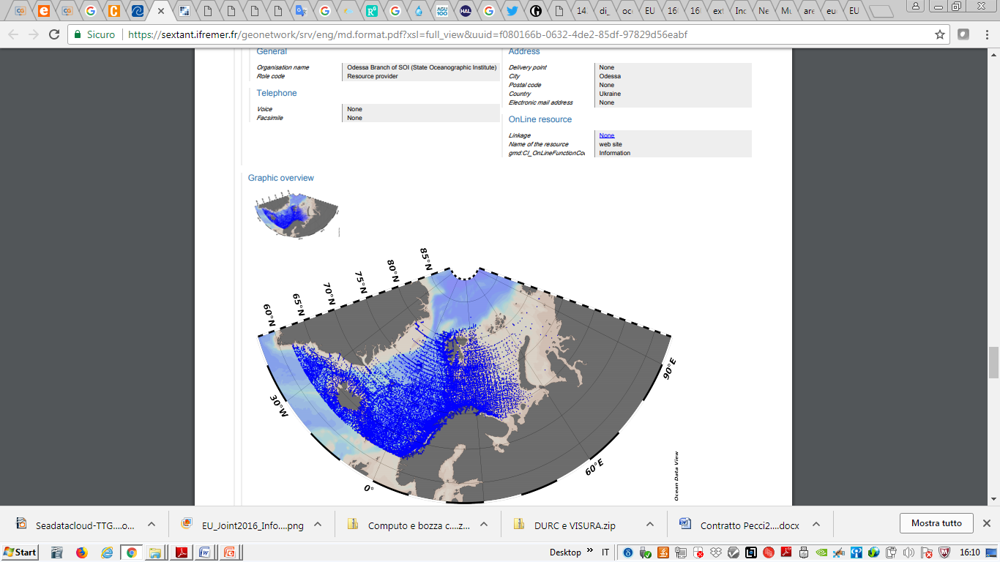 14
di_
oc
EU
16
16
ext
Inc
Ne
Mu
are
eu
EU
Sicuro
https://sextant.ifremer.fr/geonetwork/srv/eng/md.format.pdf?xsl=full_view&uuid=f080166b-0632-4de2-85df-97829d56eabf
General
Organisation name Odessa Branch of SOI (State Oceanographic Institute)
Role code Resource provider
Telephone
Voice None
Facsimile None
Address
Delivery point None
City Odessa
Postal code None
Country Ukraine
Electronic mail address None
OnLine resource
Linkage None
Name of the resource web site
gmd:CI_OnLineFunctionCo Information
Graphic overview
85°N
80°N
75°N
70°N
65°N
60°N
30°W
0°
60°E
90°E
Ocean Data View
Seadatacloud-TTG....o...
EU_Joint2016_Info....png
Computo e bozza c....z...
DURC e VISURA.zip
Contratto Pecci2....docx
Mostra tutto
Start
Desktop
IT
16:10